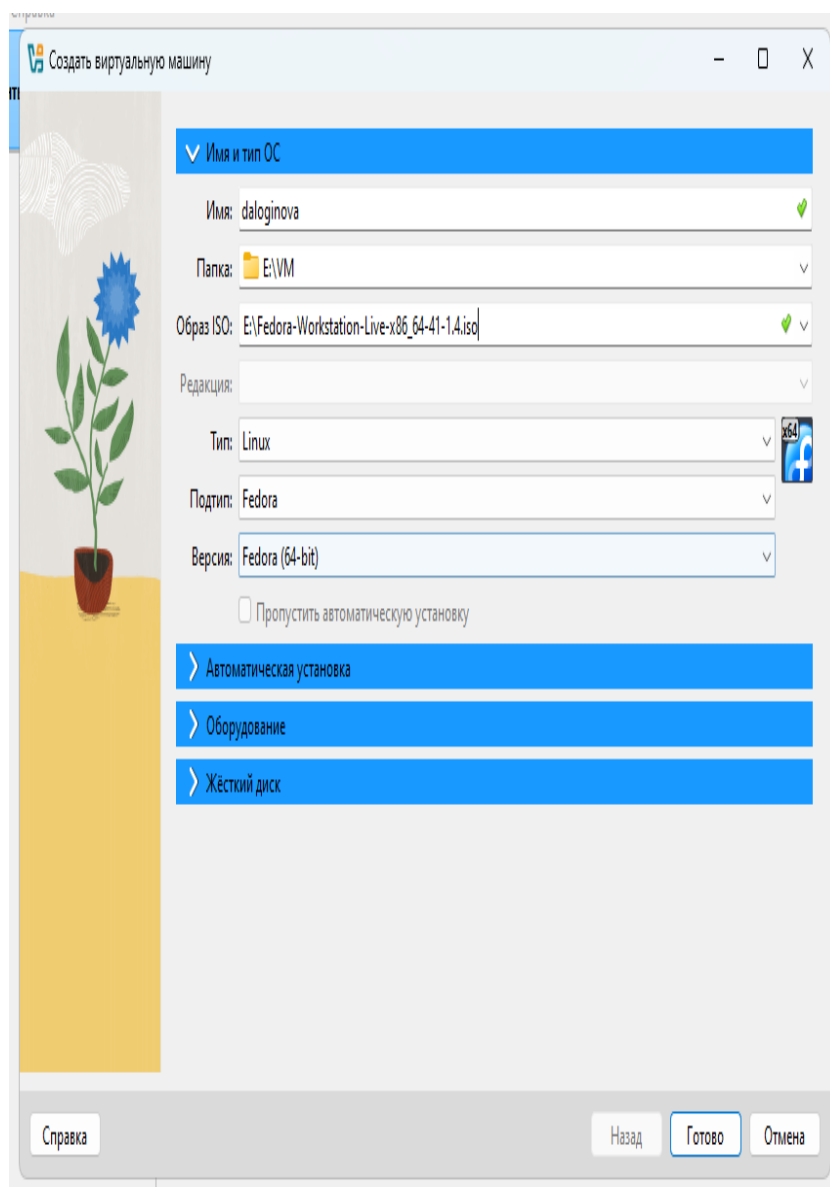 Справка
Создать виртуальную машину
Имя и тип ОС
Имя: daloginova
Папка: E:\VM
Образ ISO: E:\Fedora-Workstation-Live-x86_64-41-1.4.iso
Редакция:
Тип: Linux
x64
Подтип: Fedora
Версия: Fedora (64-bit)
Пропустить автоматическую установку
Автоматическая установка
Оборудование
Жёсткий диск
Справка
Назад
Готово
Отмена